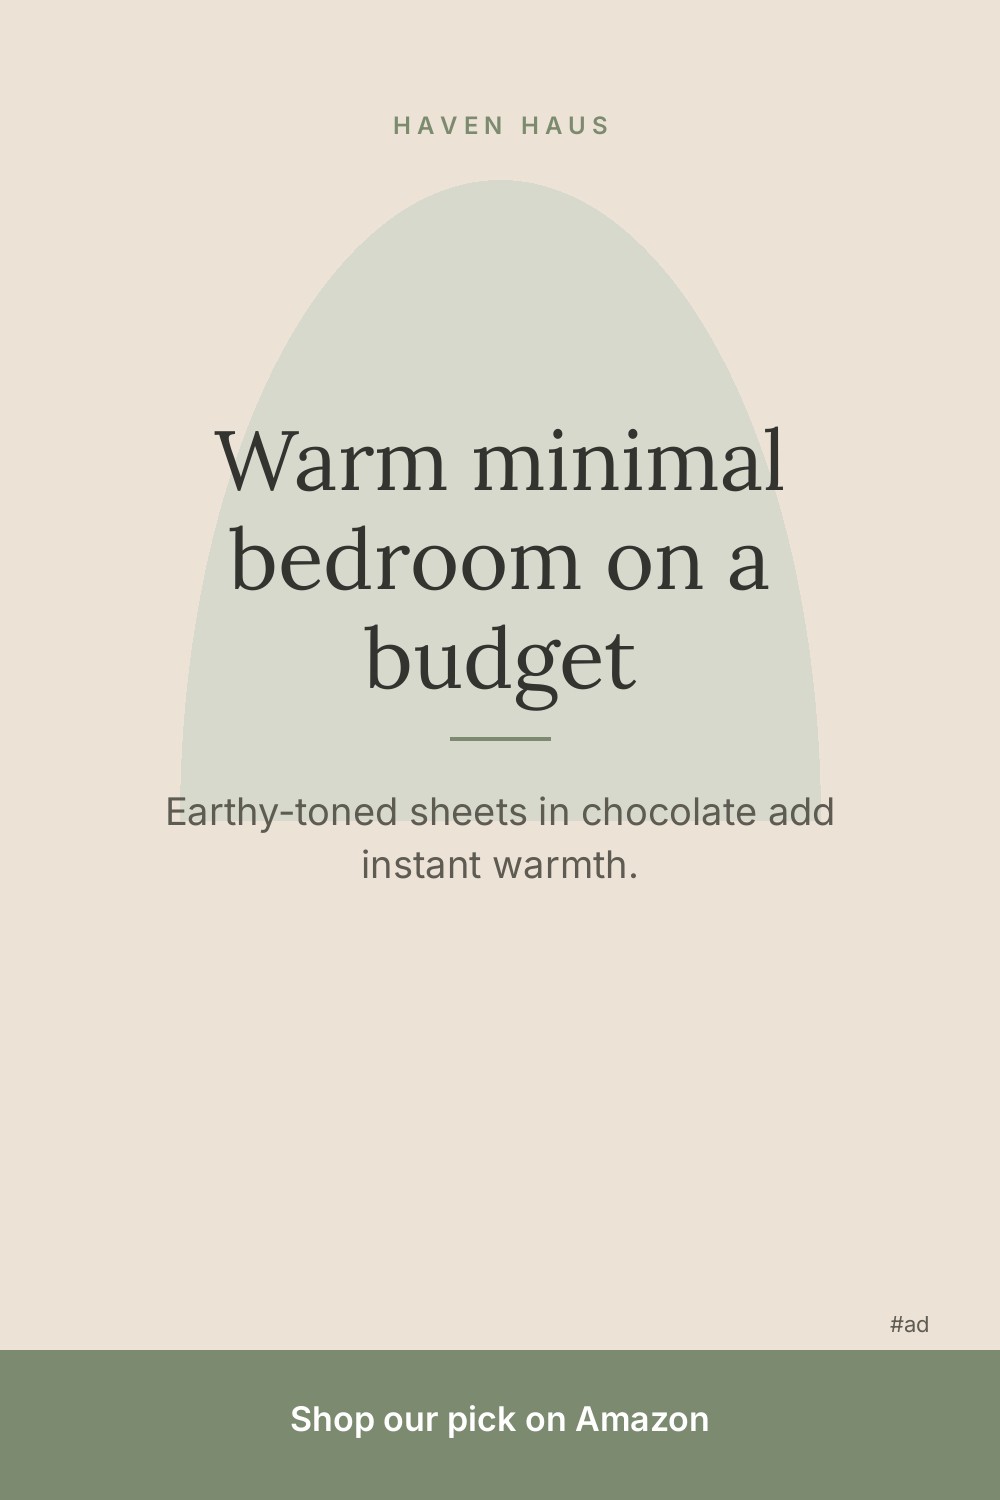 HAVEN HAUS
Warm minimal
bedroom on a
budget
Earthy-toned sheets in chocolate add
instant warmth.
#ad
Shop our pick on Amazon